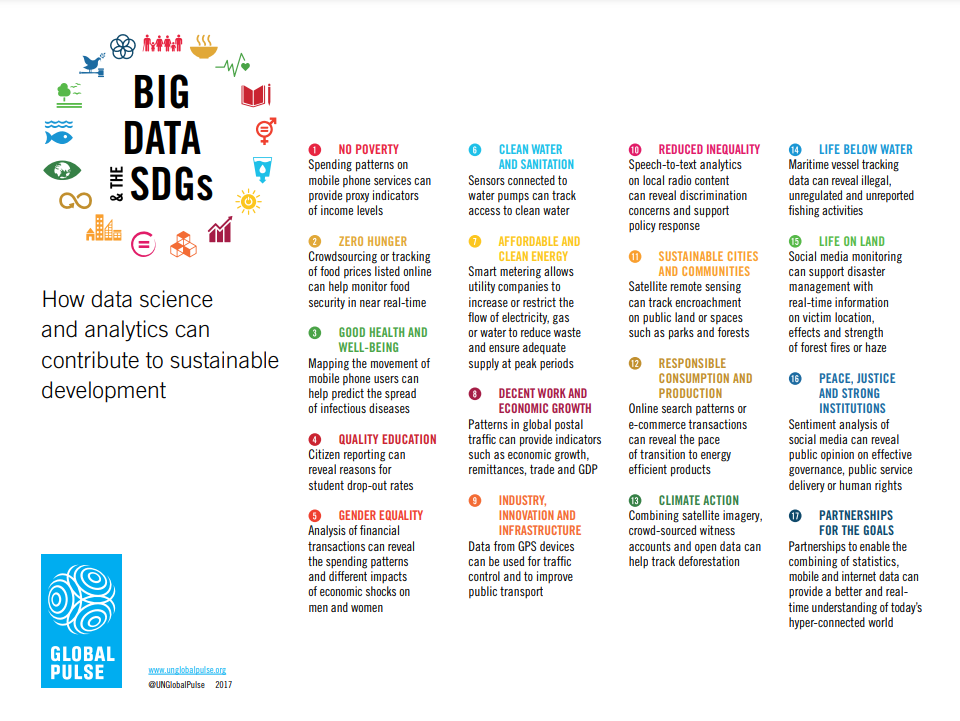 BIG
DATA
& THE
SDGs
How data science
and analytics can
contribute to sustainable
development
GLOBAL
PULSE
www.unglobalpulse.org
@UNGlobalPulse 2017
1 NO POVERTY
Spending patterns on
mobile phone services can
provide proxy indicators
of income levels
2 ZERO HUNGER
Crowdsourcing or tracking
of food prices listed online
can help monitor food
security in near real-time
3 GOOD HEALTH AND
WELL-BEING
Mapping the movement of
mobile phone users can
help predict the spread
of infectious diseases
4 QUALITY EDUCATION
Citizen reporting can
reveal reasons for
student drop-out rates
5 GENDER EQUALITY
Analysis of financial
transactions can reveal
the spending patterns
and different impacts
of economic shocks on
men and women
6 CLEAN WATER
AND SANITATION
Sensors connected to
water pumps can track
access to clean water
7 AFFORDABLE AND
CLEAN ENERGY
Smart metering allows
utility companies to
increase or restrict the
flow of electricity, gas
or water to reduce waste
and ensure adequate
supply at peak periods
8 DECENT WORK AND
ECONOMIC GROWTH
Patterns in global postal
traffic can provide indicators
such as economic growth,
remittances, trade and GDP
9 INDUSTRY,
INNOVATION AND
INFRASTRUCTURE
Data from GPS devices
can be used for traffic
control and to improve
public transport
10 REDUCED INEQUALITY
Speech-to-text analytics
on local radio content
can reveal discrimination
concerns and support
policy response
11 SUSTAINABLE CITIES
AND COMMUNITIES
Satellite remote sensing
can track encroachment
on public land or spaces
such as parks and forests
12 RESPONSIBLE
CONSUMPTION AND
PRODUCTION
Online search patterns or
e-commerce transactions
can reveal the pace
of transition to energy
efficient products
13 CLIMATE ACTION
Combining satellite imagery,
crowd-sourced witness
accounts and open data can
help track deforestation
14 LIFE BELOW WATER
Maritime vessel tracking
data can reveal illegal,
unregulated and unreported
fishing activities
15 LIFE ON LAND
Social media monitoring
can support disaster
management with
real-time information
on victim location,
effects and strength
of forest fires or haze
16 PEACE, JUSTICE
AND STRONG
INSTITUTIONS
Sentiment analysis of
social media can reveal
public opinion on effective
governance, public service
delivery or human rights
17 PARTNERSHIPS
FOR THE GOALS
Partnerships to enable the
combining of statistics,
mobile and internet data can
provide a better and real-
time understanding of today's
hyper-connected world